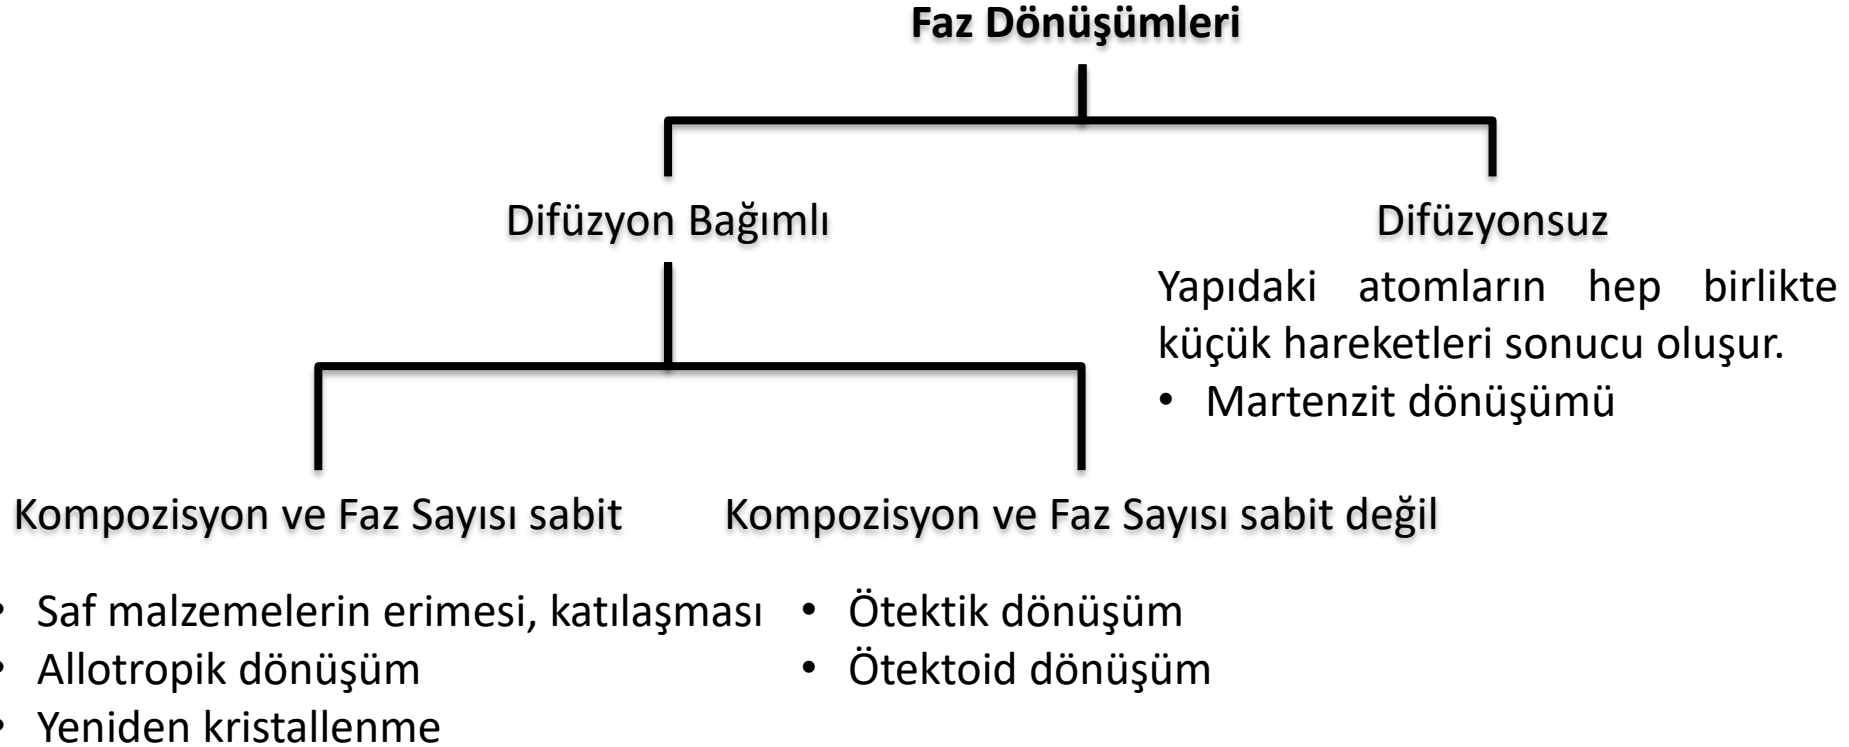 Faz Dönüşümleri
Difüzyon Bağımlı
Difüzyonsuz
Yapıdaki atomların hep birlikte
küçük hareketleri sonucu oluşur.
• Martenzit dönüşümü
Kompozisyon ve Faz Sayısı sabit
Kompozisyon ve Faz Sayısı sabit değil
• Saf malzemelerin erimesi, katılaşması
• Allotropik dönüşüm
• Yeniden kristallenme
• Ötektik dönüşüm
• Ötektoid dönüşüm